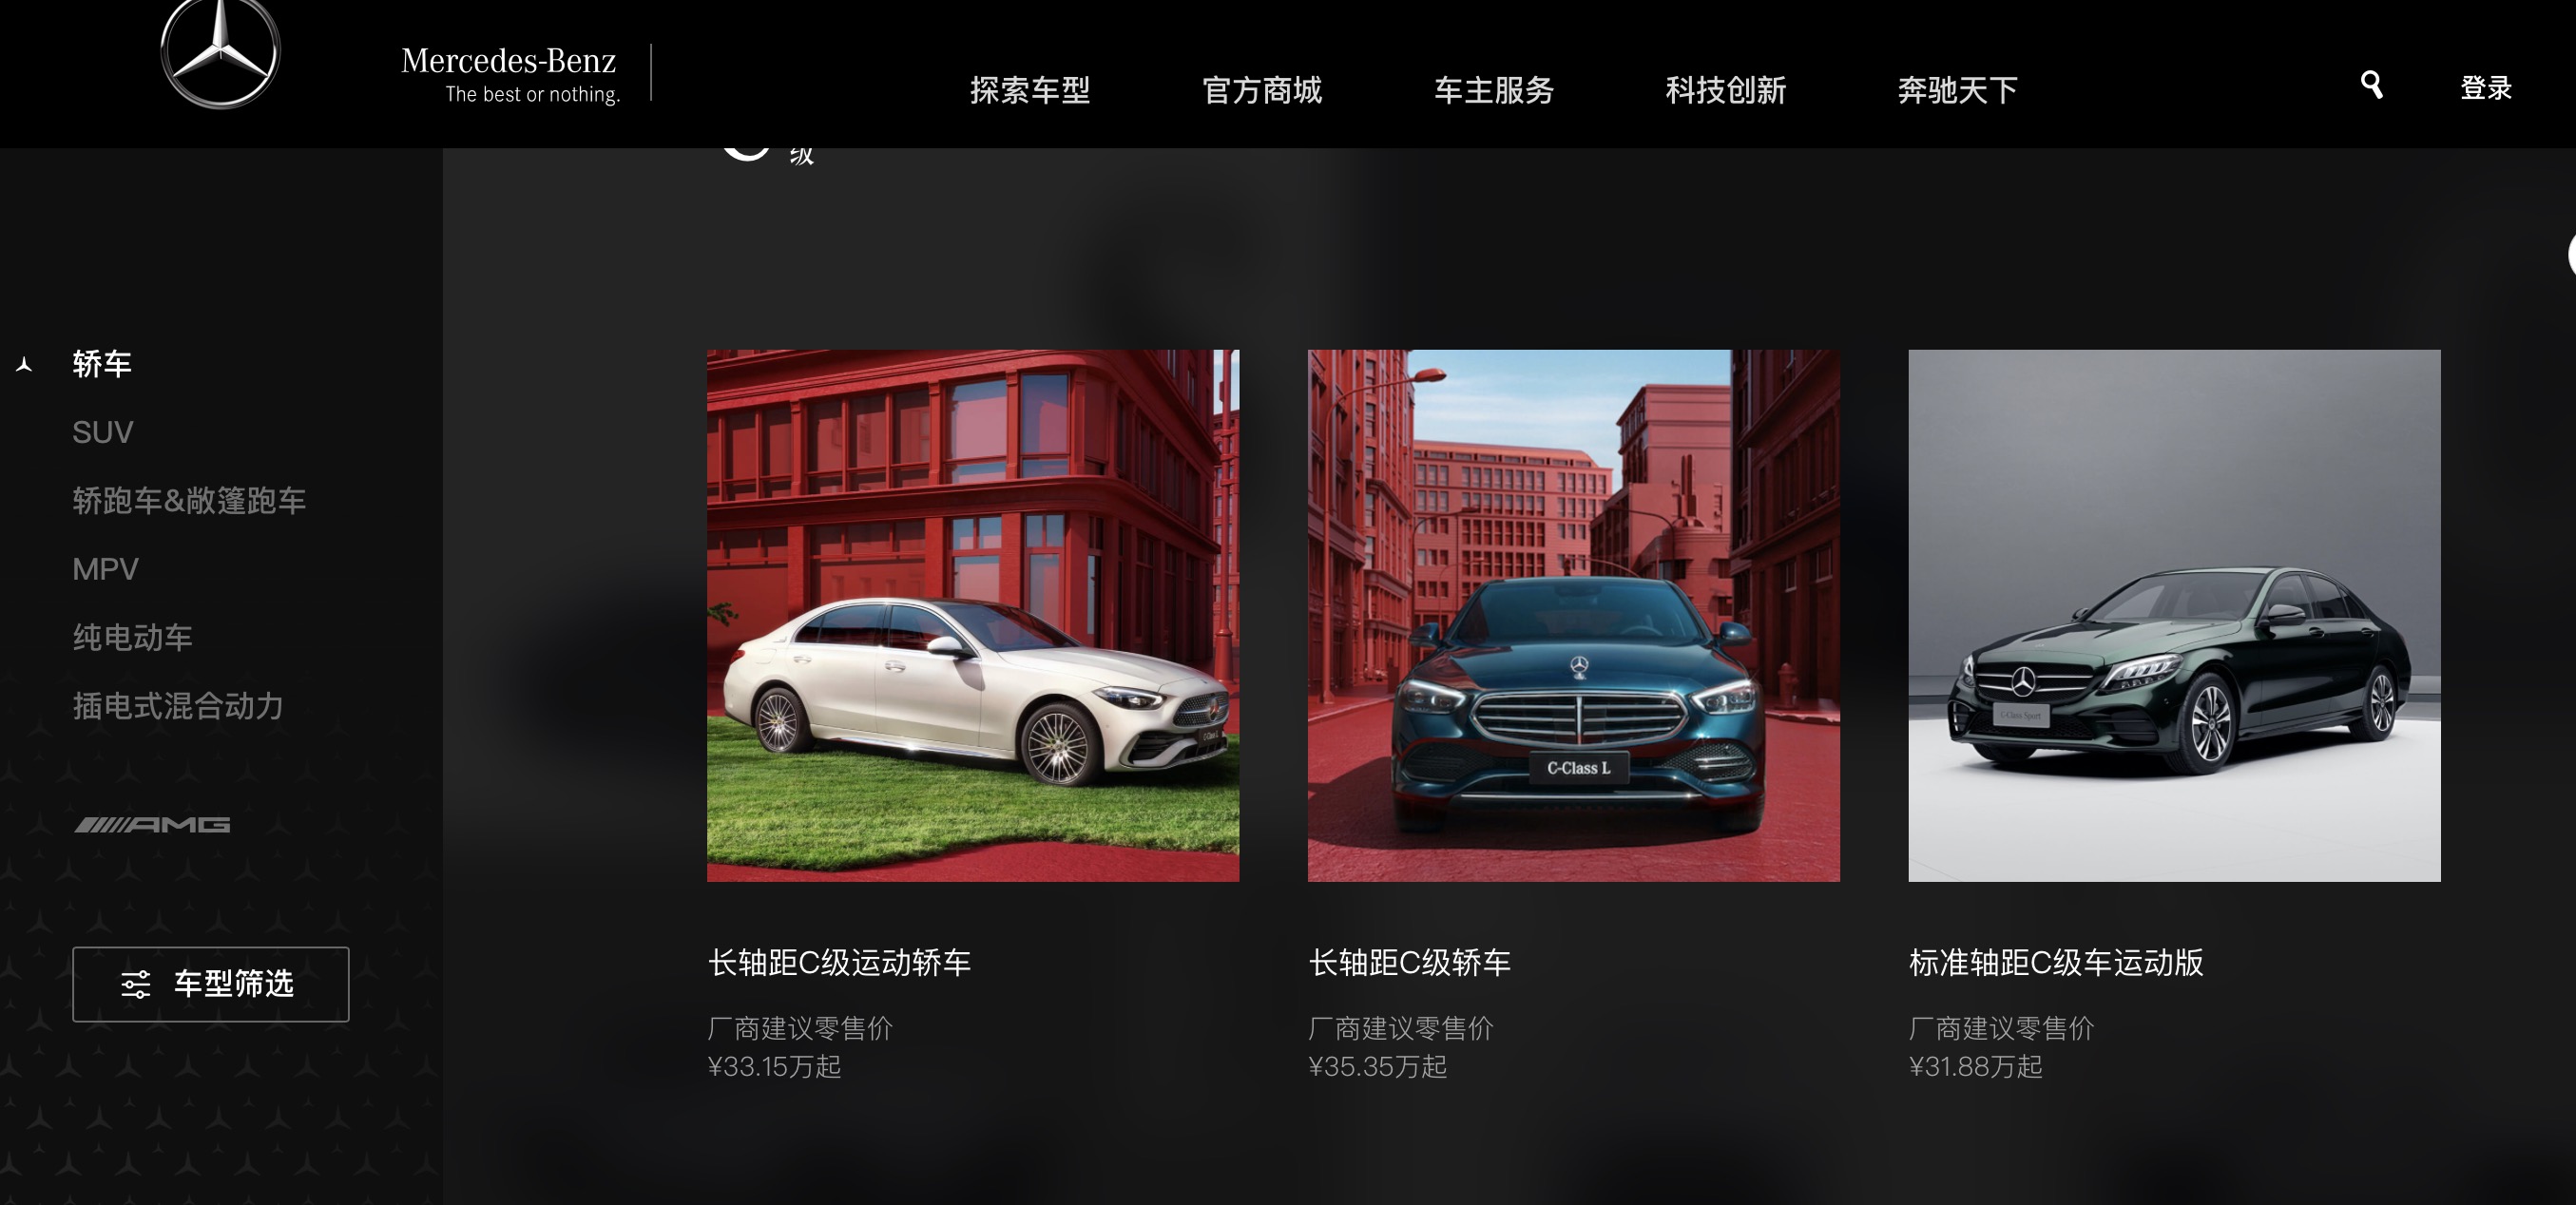 Mercedes-Benz
The best or nothing.
探索车型
官方商城
车主服务
科技创新
奔驰天下
登录
级
轿车
SUV
轿跑车&敞篷跑车
MPV
纯电动车
插电式混合动力
AMG
车型筛选
C-Class L
C-Class L
C-Class Sport
长轴距C级运动轿车
厂商建议零售价
¥33.15万起
长轴距C级轿车
厂商建议零售价
¥35.35万起
标准轴距C级车运动版
厂商建议零售价
¥31.88万起